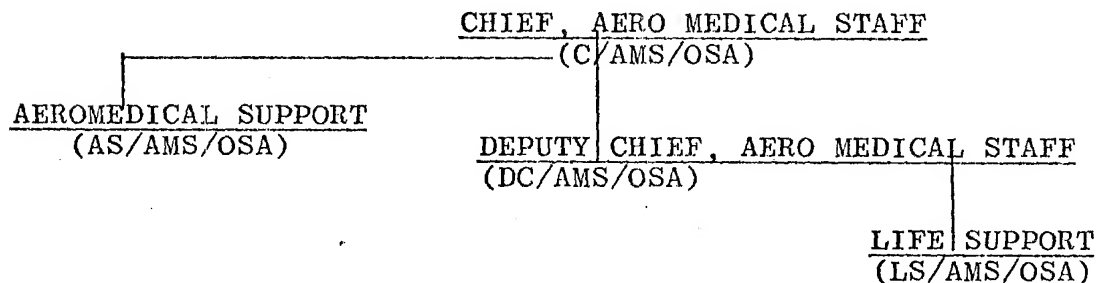 CHIEF, AERO MEDICAL STAFF
(C/AMS/OSA)
AEROMEDICAL SUPPORT
(AS/AMS/OSA)
DEPUTY CHIEF, AERO MEDICAL STAFF
(DC/AMS/OSA)
LIFE SUPPORT
(LS/AMS/OSA)